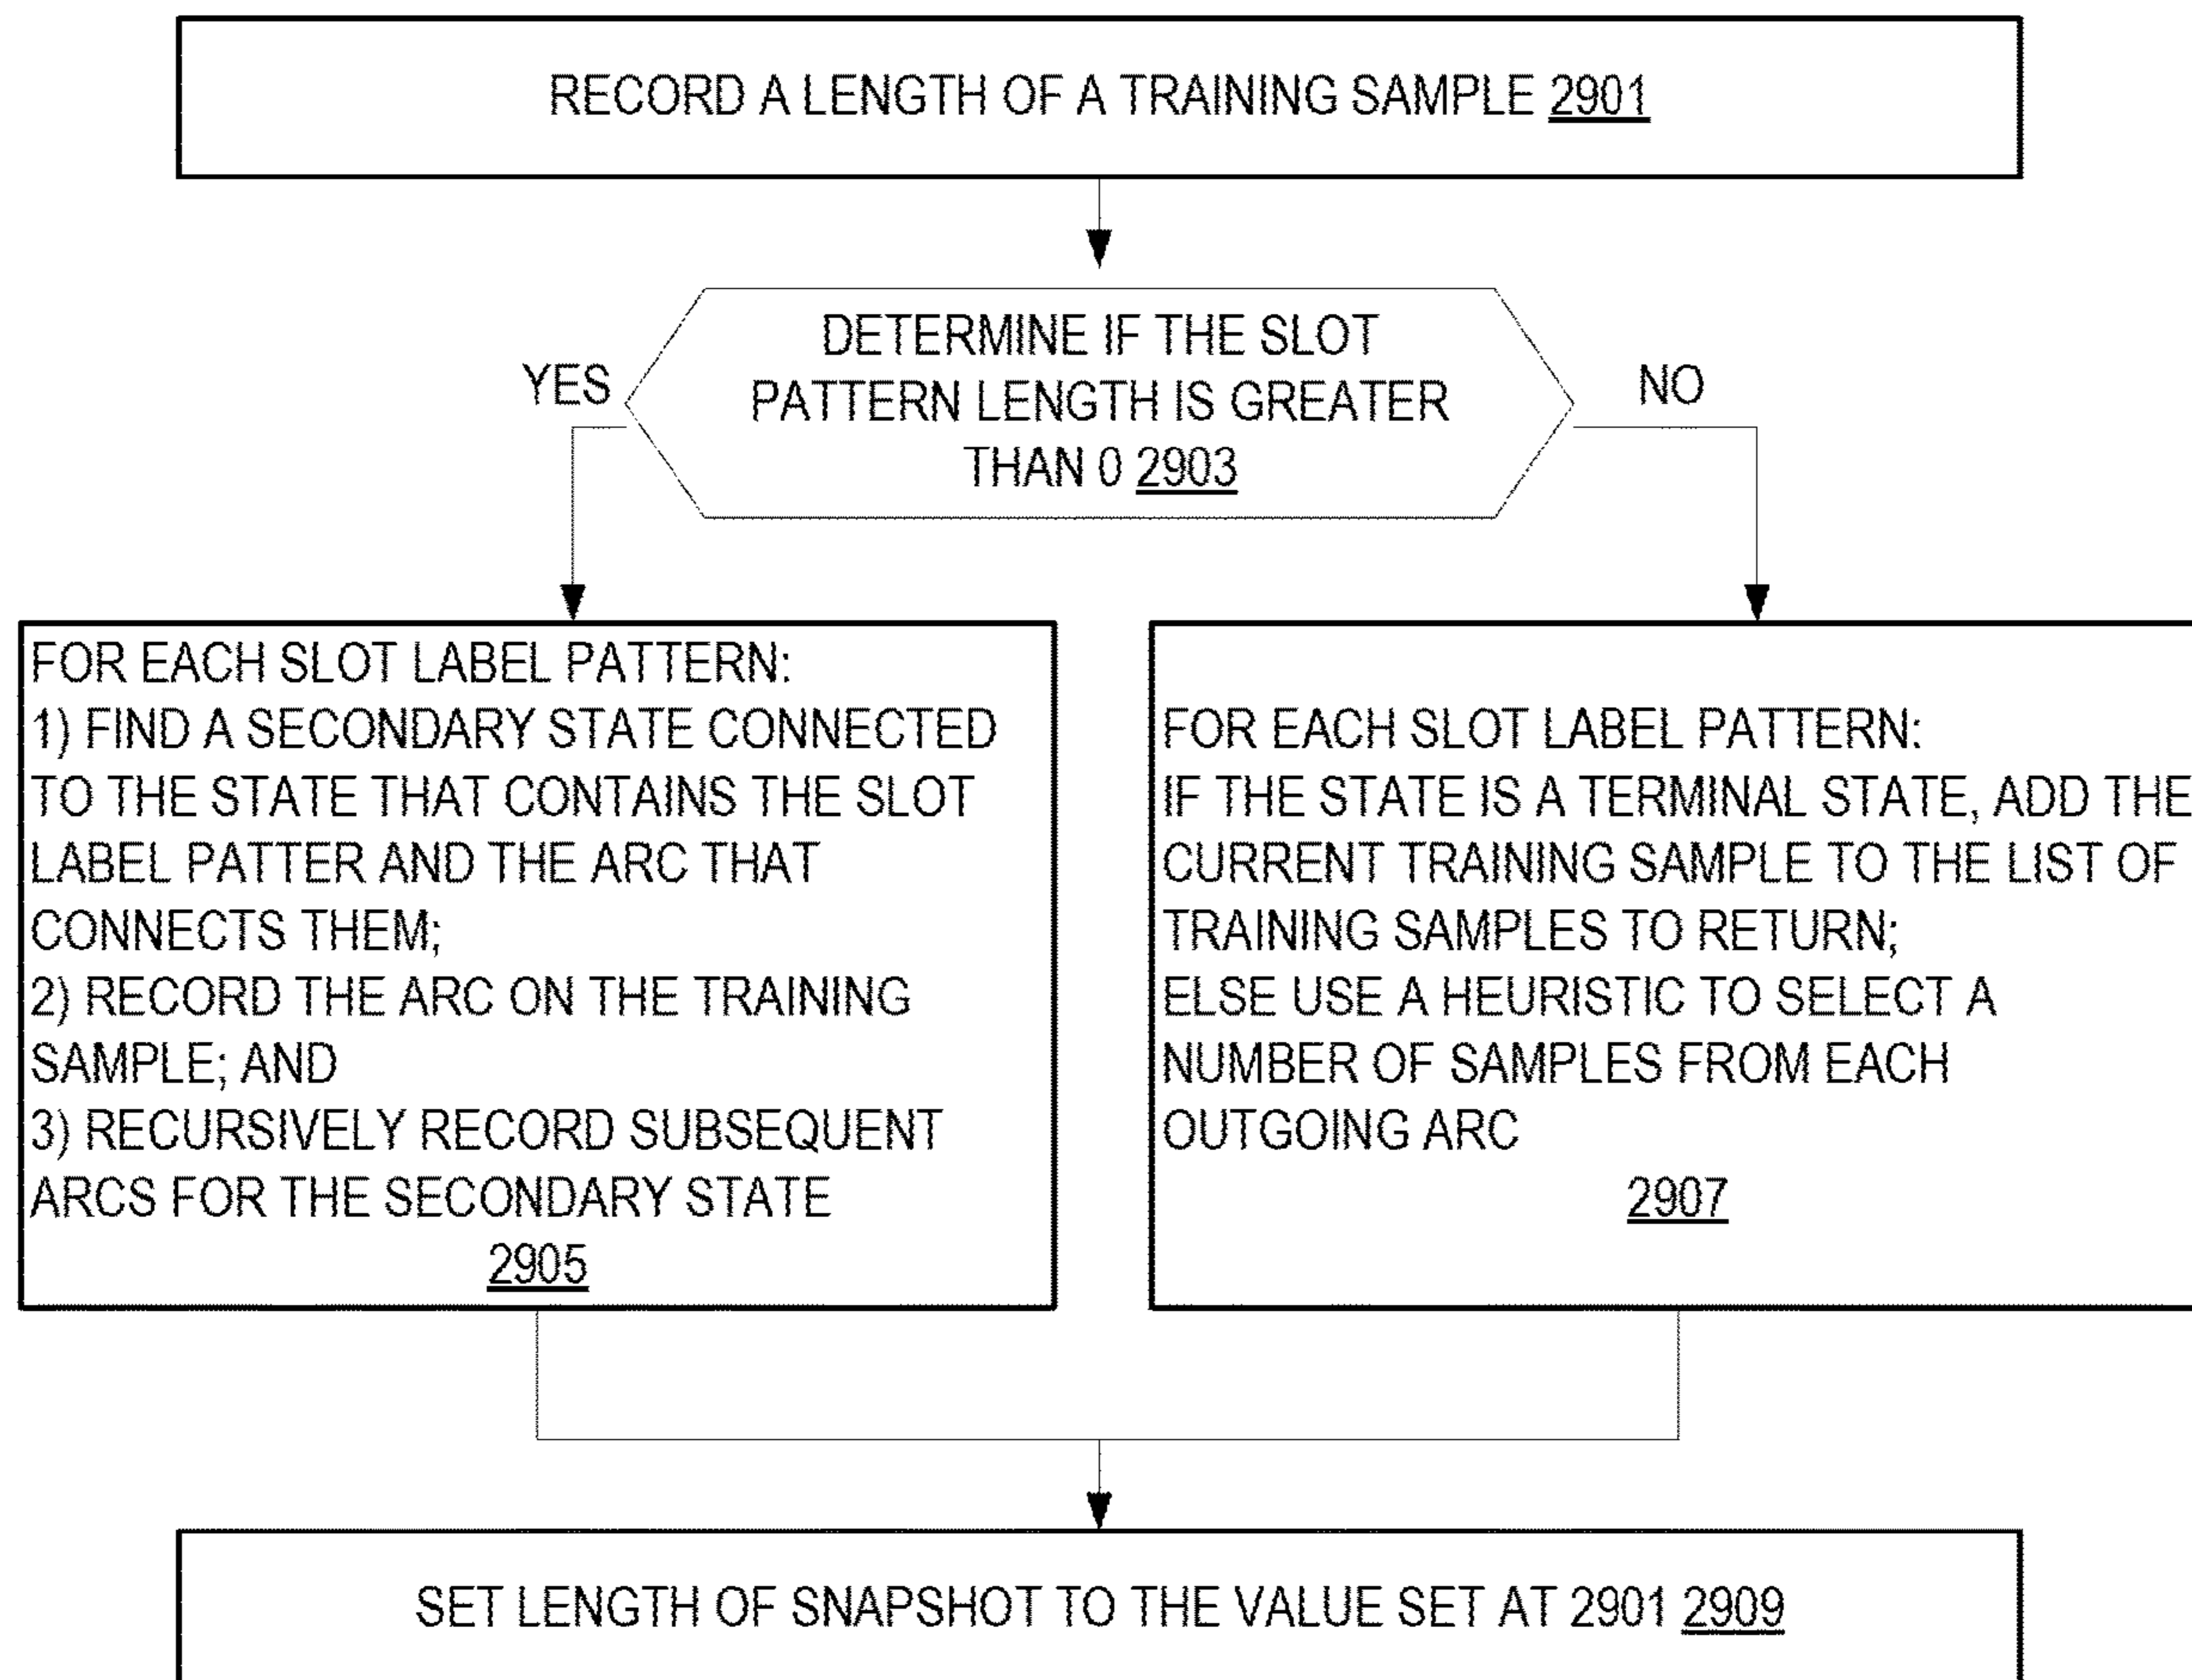 RECORD A LENGTH OF A TRAINING SAMPLE 2901
DETERMINE IF THE SLOT
PATTERN LENGTH IS GREATER
THAN 0 2903
YES
NO
FOR EACH SLOT LABEL PATTERN:
1) FIND A SECONDARY STATE CONNECTED
TO THE STATE THAT CONTAINS THE SLOT
LABEL PATTER AND THE ARC THAT
CONNECTS THEM;
2) RECORD THE ARC ON THE TRAINING
SAMPLE; AND
3) RECURSIVELY RECORD SUBSEQUENT
ARCS FOR THE SECONDARY STATE
2905
FOR EACH SLOT LABEL PATTERN:
IF THE STATE IS A TERMINAL STATE, ADD THE
CURRENT TRAINING SAMPLE TO THE LIST OF
TRAINING SAMPLES TO RETURN;
ELSE USE A HEURISTIC TO SELECT A
NUMBER OF SAMPLES FROM EACH
OUTGOING ARC
2907
SET LENGTH OF SNAPSHOT TO THE VALUE SET AT 2901 2909